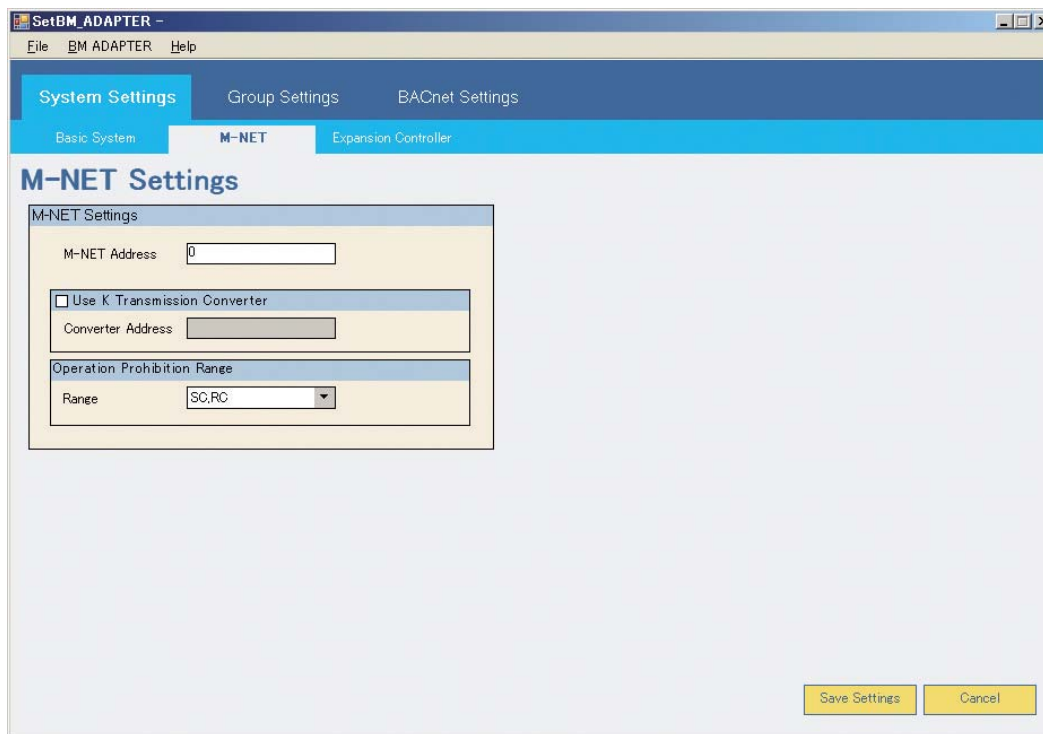 SetBM_ADAPTER -
File BM ADAPTER Help
System Settings Group Settings BACnet Settings
Basic System M-NET Expansion Controller
M-NET Settings
M-NET Settings
M-NET Address 0
Use K Transmission Converter
Converter Address
Operation Prohibition Range
Range SC,RC
Save Settings Cancel